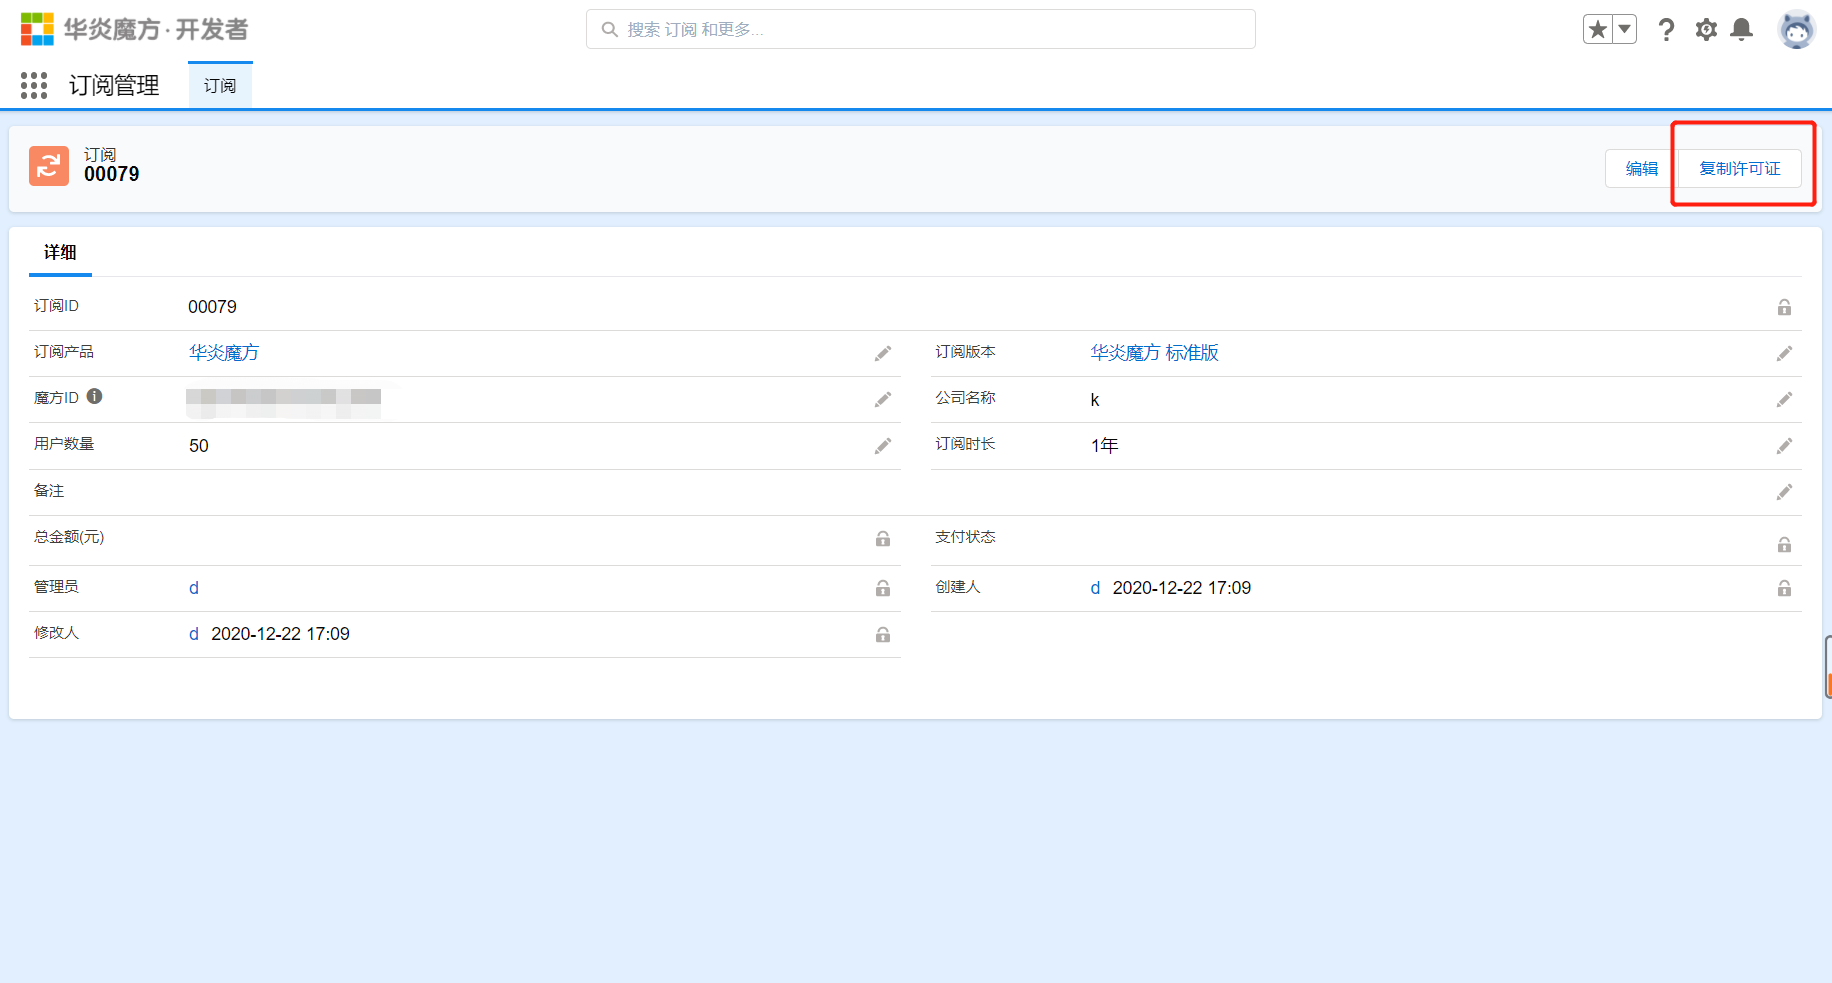 华炎魔方·开发者
搜索 订阅 和更多...
订阅管理
订阅
订阅
00079
编辑
复制许可证
详细
订阅ID 00079
订阅产品 华炎魔方
订阅版本 华炎魔方 标准版
魔方ID
公司名称 k
用户数量 50
订阅时长 1年
备注
总金额(元)
支付状态
管理员 d
创建人 d 2020-12-22 17:09
修改人 d 2020-12-22 17:09